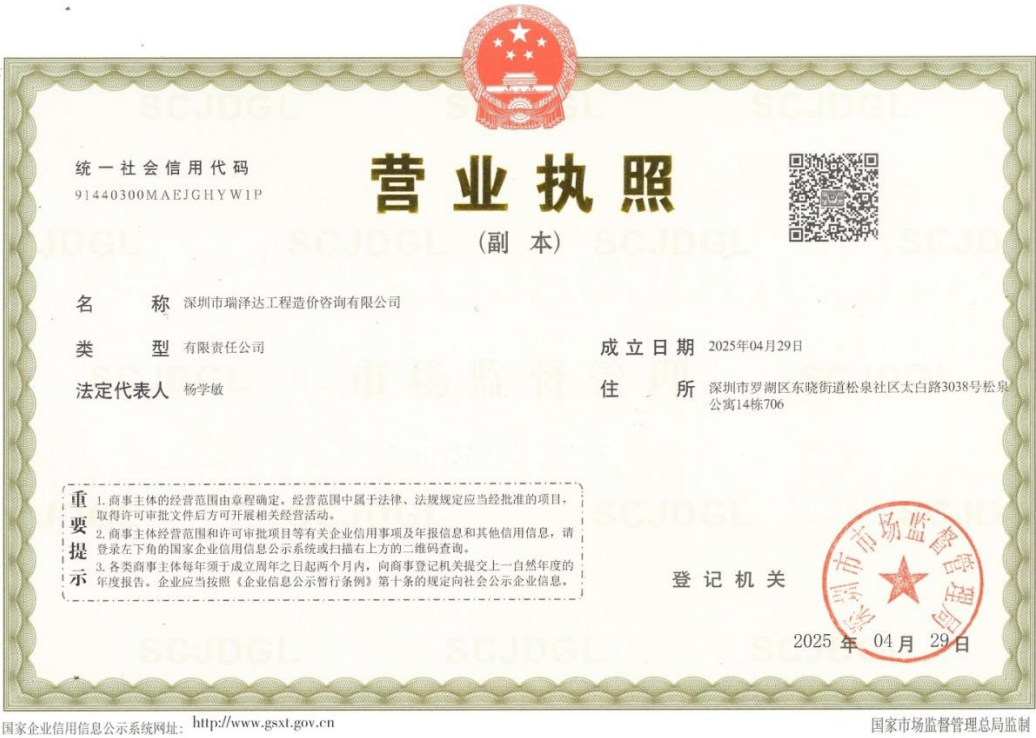 统一社会信用代码
91440300MAEJGHYW1P
营业执照
(副 本)
名 称 深圳市瑞泽达工程造价咨询有限公司
类 型 有限责任公司
法定代表人 杨学敏
成立日期 2025年04月29日
住 所 深圳市罗湖区东晓街道松泉社区太白路3038号松泉
公寓14栋706
重要提示
1.商事主体的经营范围由章程确定。经营范围中属于法律、法规规定应当经批准的项目，
取得许可审批文件后方可开展相关经营活动。
2.商事主体经营范围和许可审批项目等有关企业信用事项及年报信息和其他信用信息，请
登录左下角的国家企业信用信息公示系统或扫描右上方的二维码查询。
3.各类商事主体每年须于成立周年之日起两个月内，向商事登记机关提交上一自然年度的
年度报告。企业应当按照《企业信息公示暂行条例》第十条的规定向社会公示企业信息。
登记机关
深圳市市场监督管理局
2025 年 04 月 29 日
国家企业信用信息公示系统网址： http://www.gsxt.gov.cn
国家市场监督管理总局监制
SCJDGL
市场监督管理